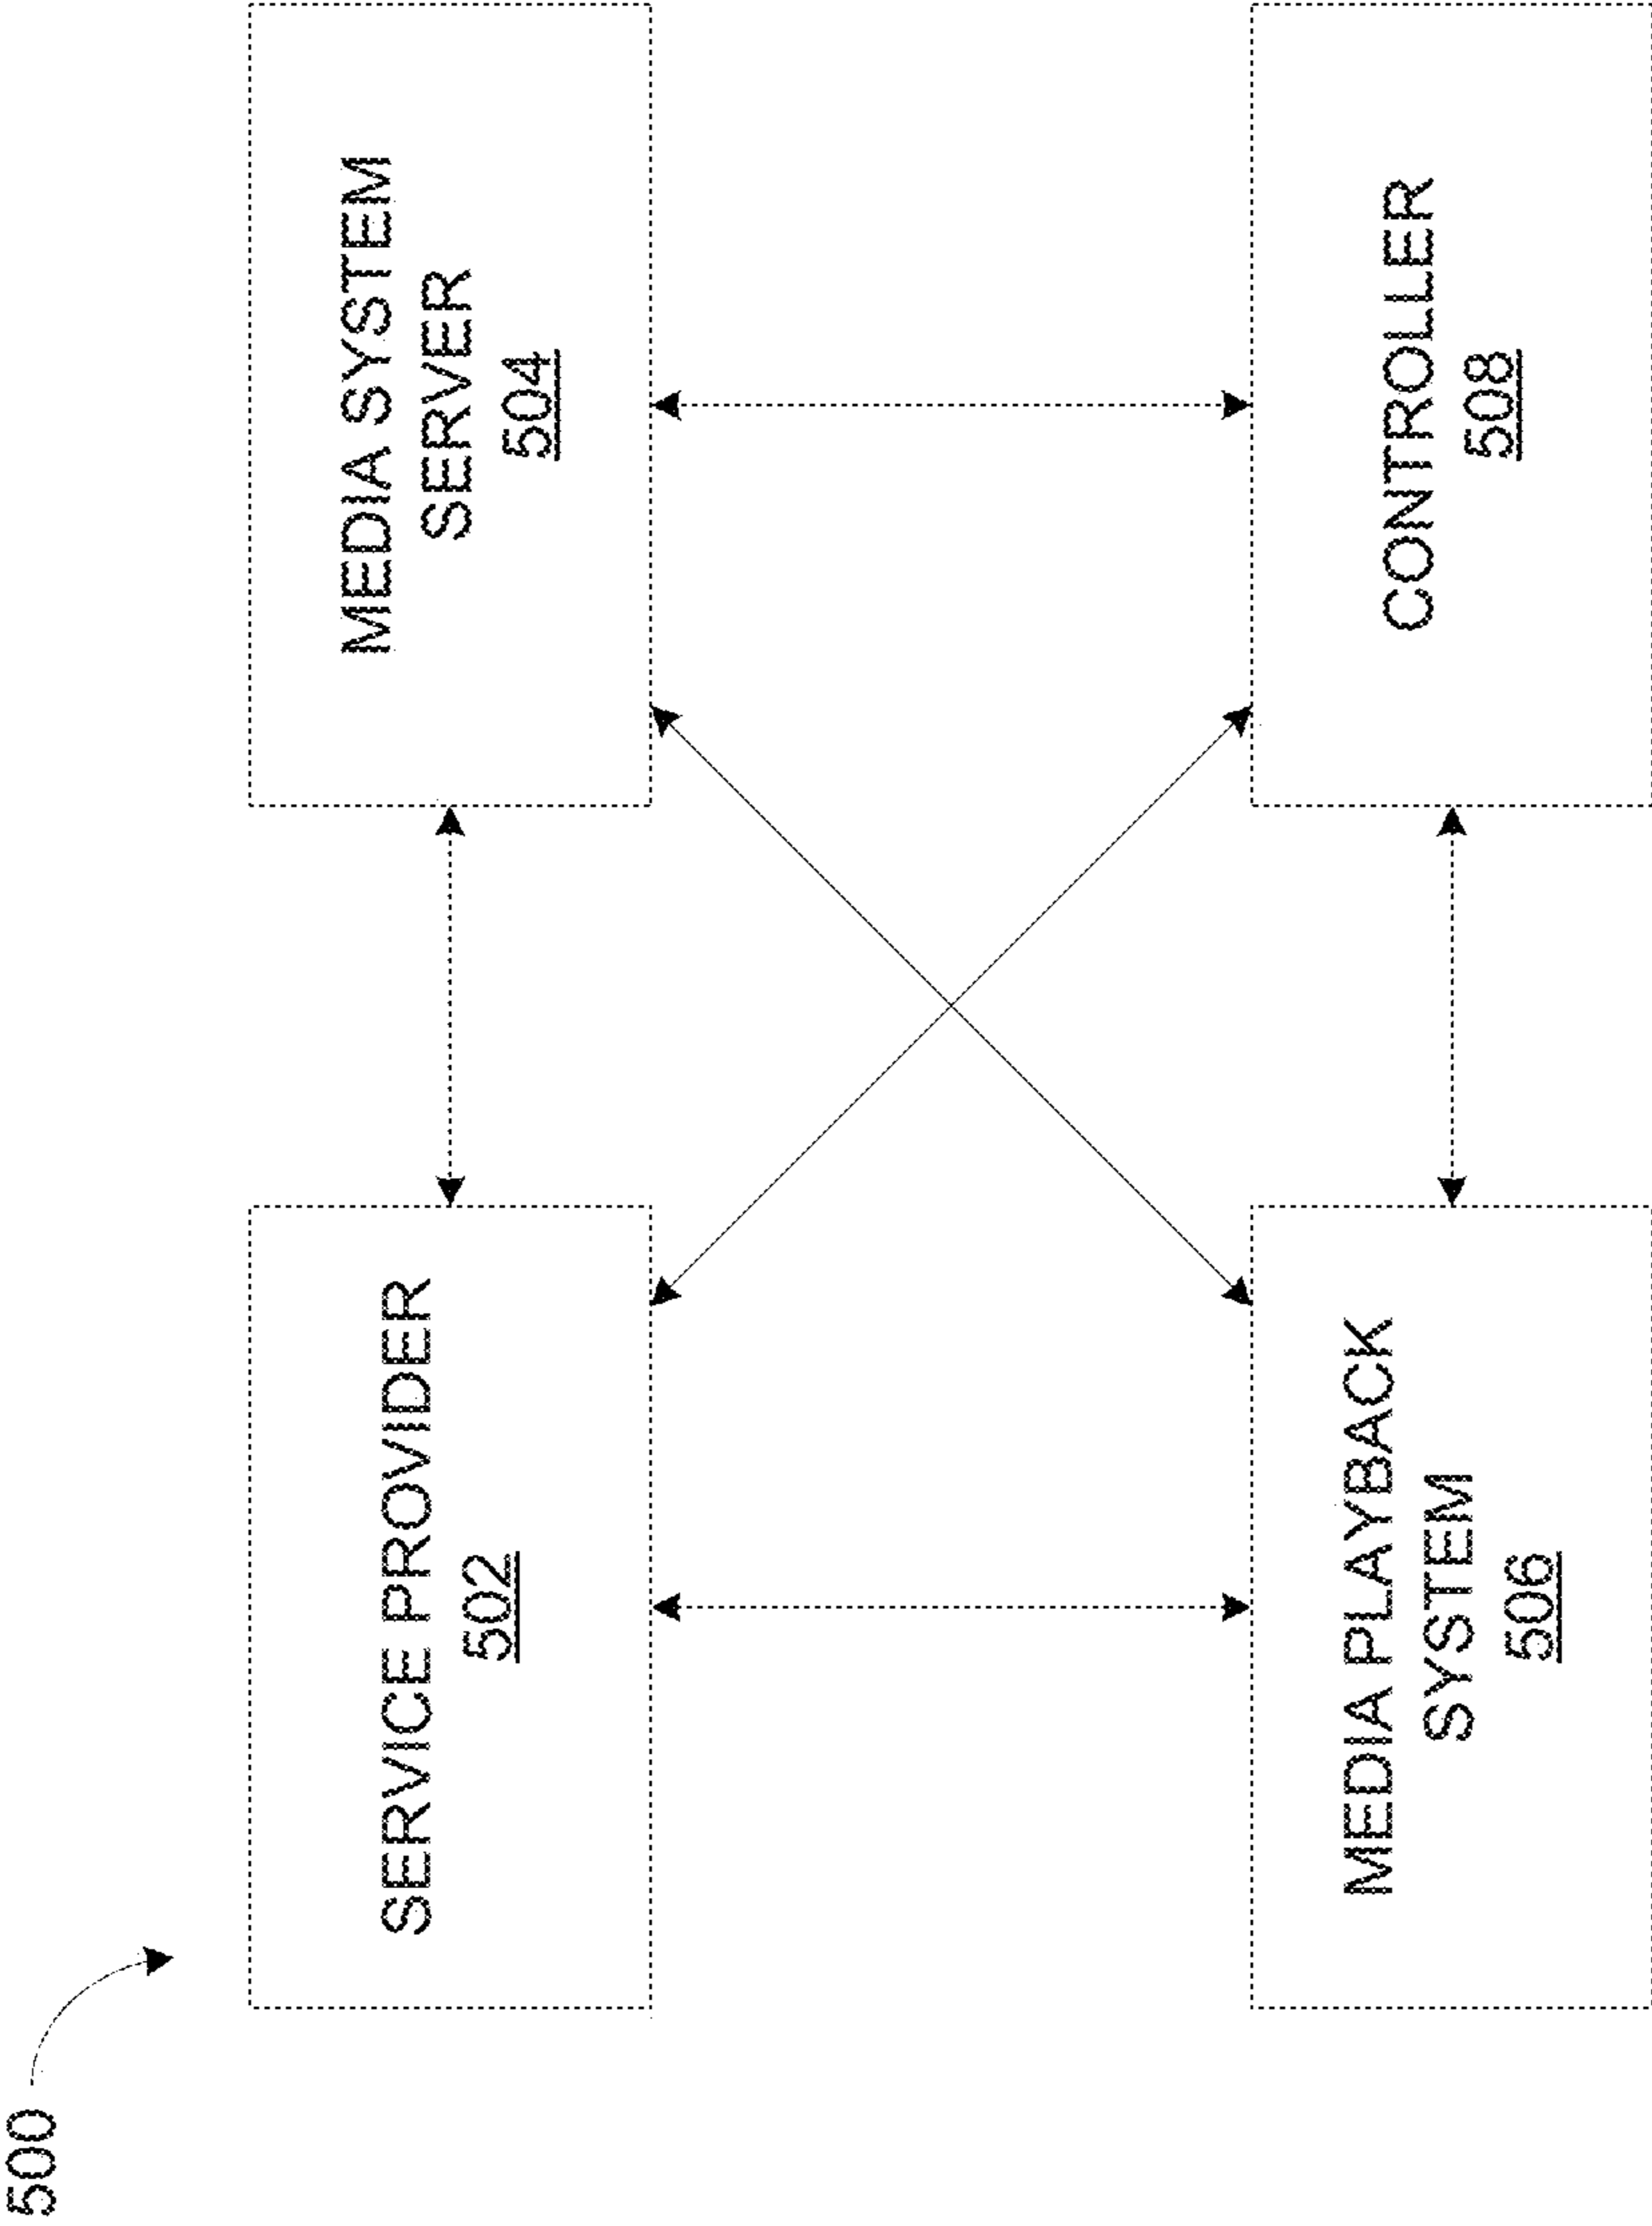 500
SERVICE PROVIDER
502
MEDIA SYSTEM
SERVER
504
MEDIA PLAYBACK
SYSTEM
506
CONTROLLER
508